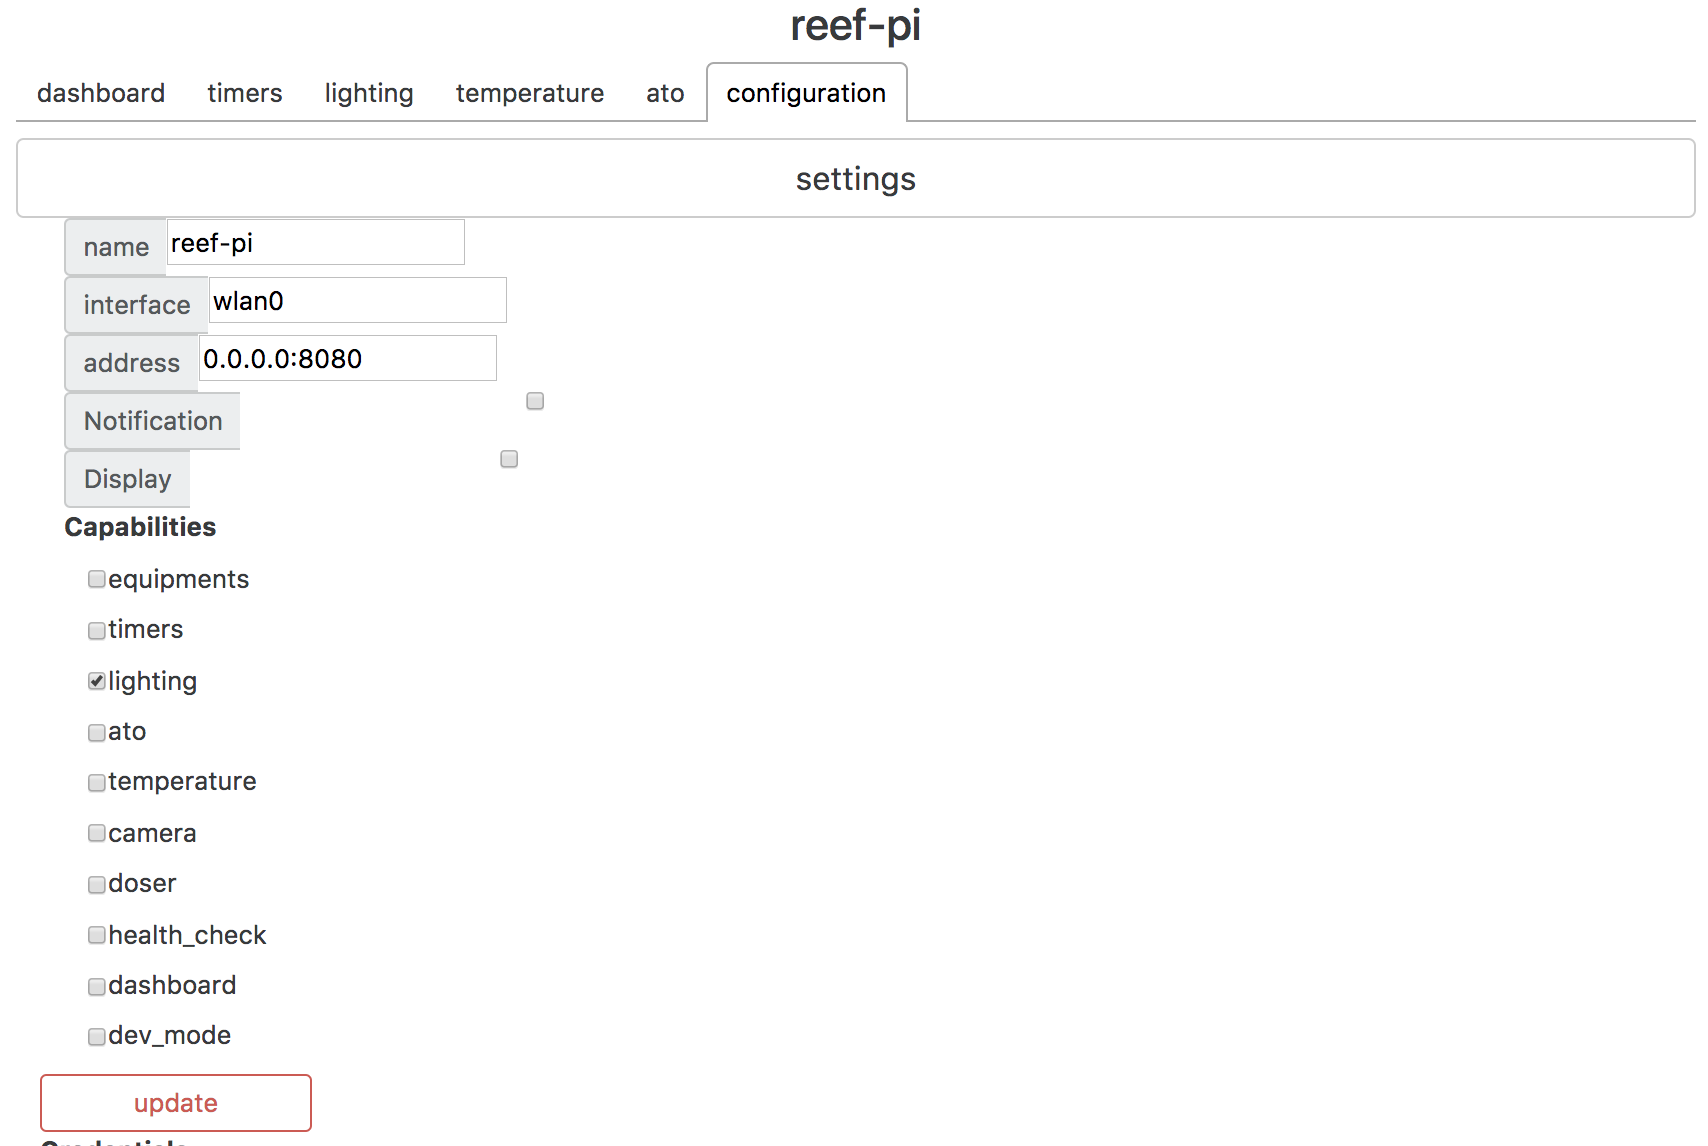 reef-pi
dashboard timers lighting temperature ato configuration
settings
name reef-pi
interface wlan0
address 0.0.0.0:8080
Notification
Display
Capabilities
equipments
timers
lighting
ato
temperature
camera
doser
health_check
dashboard
dev_mode
update
Credentials